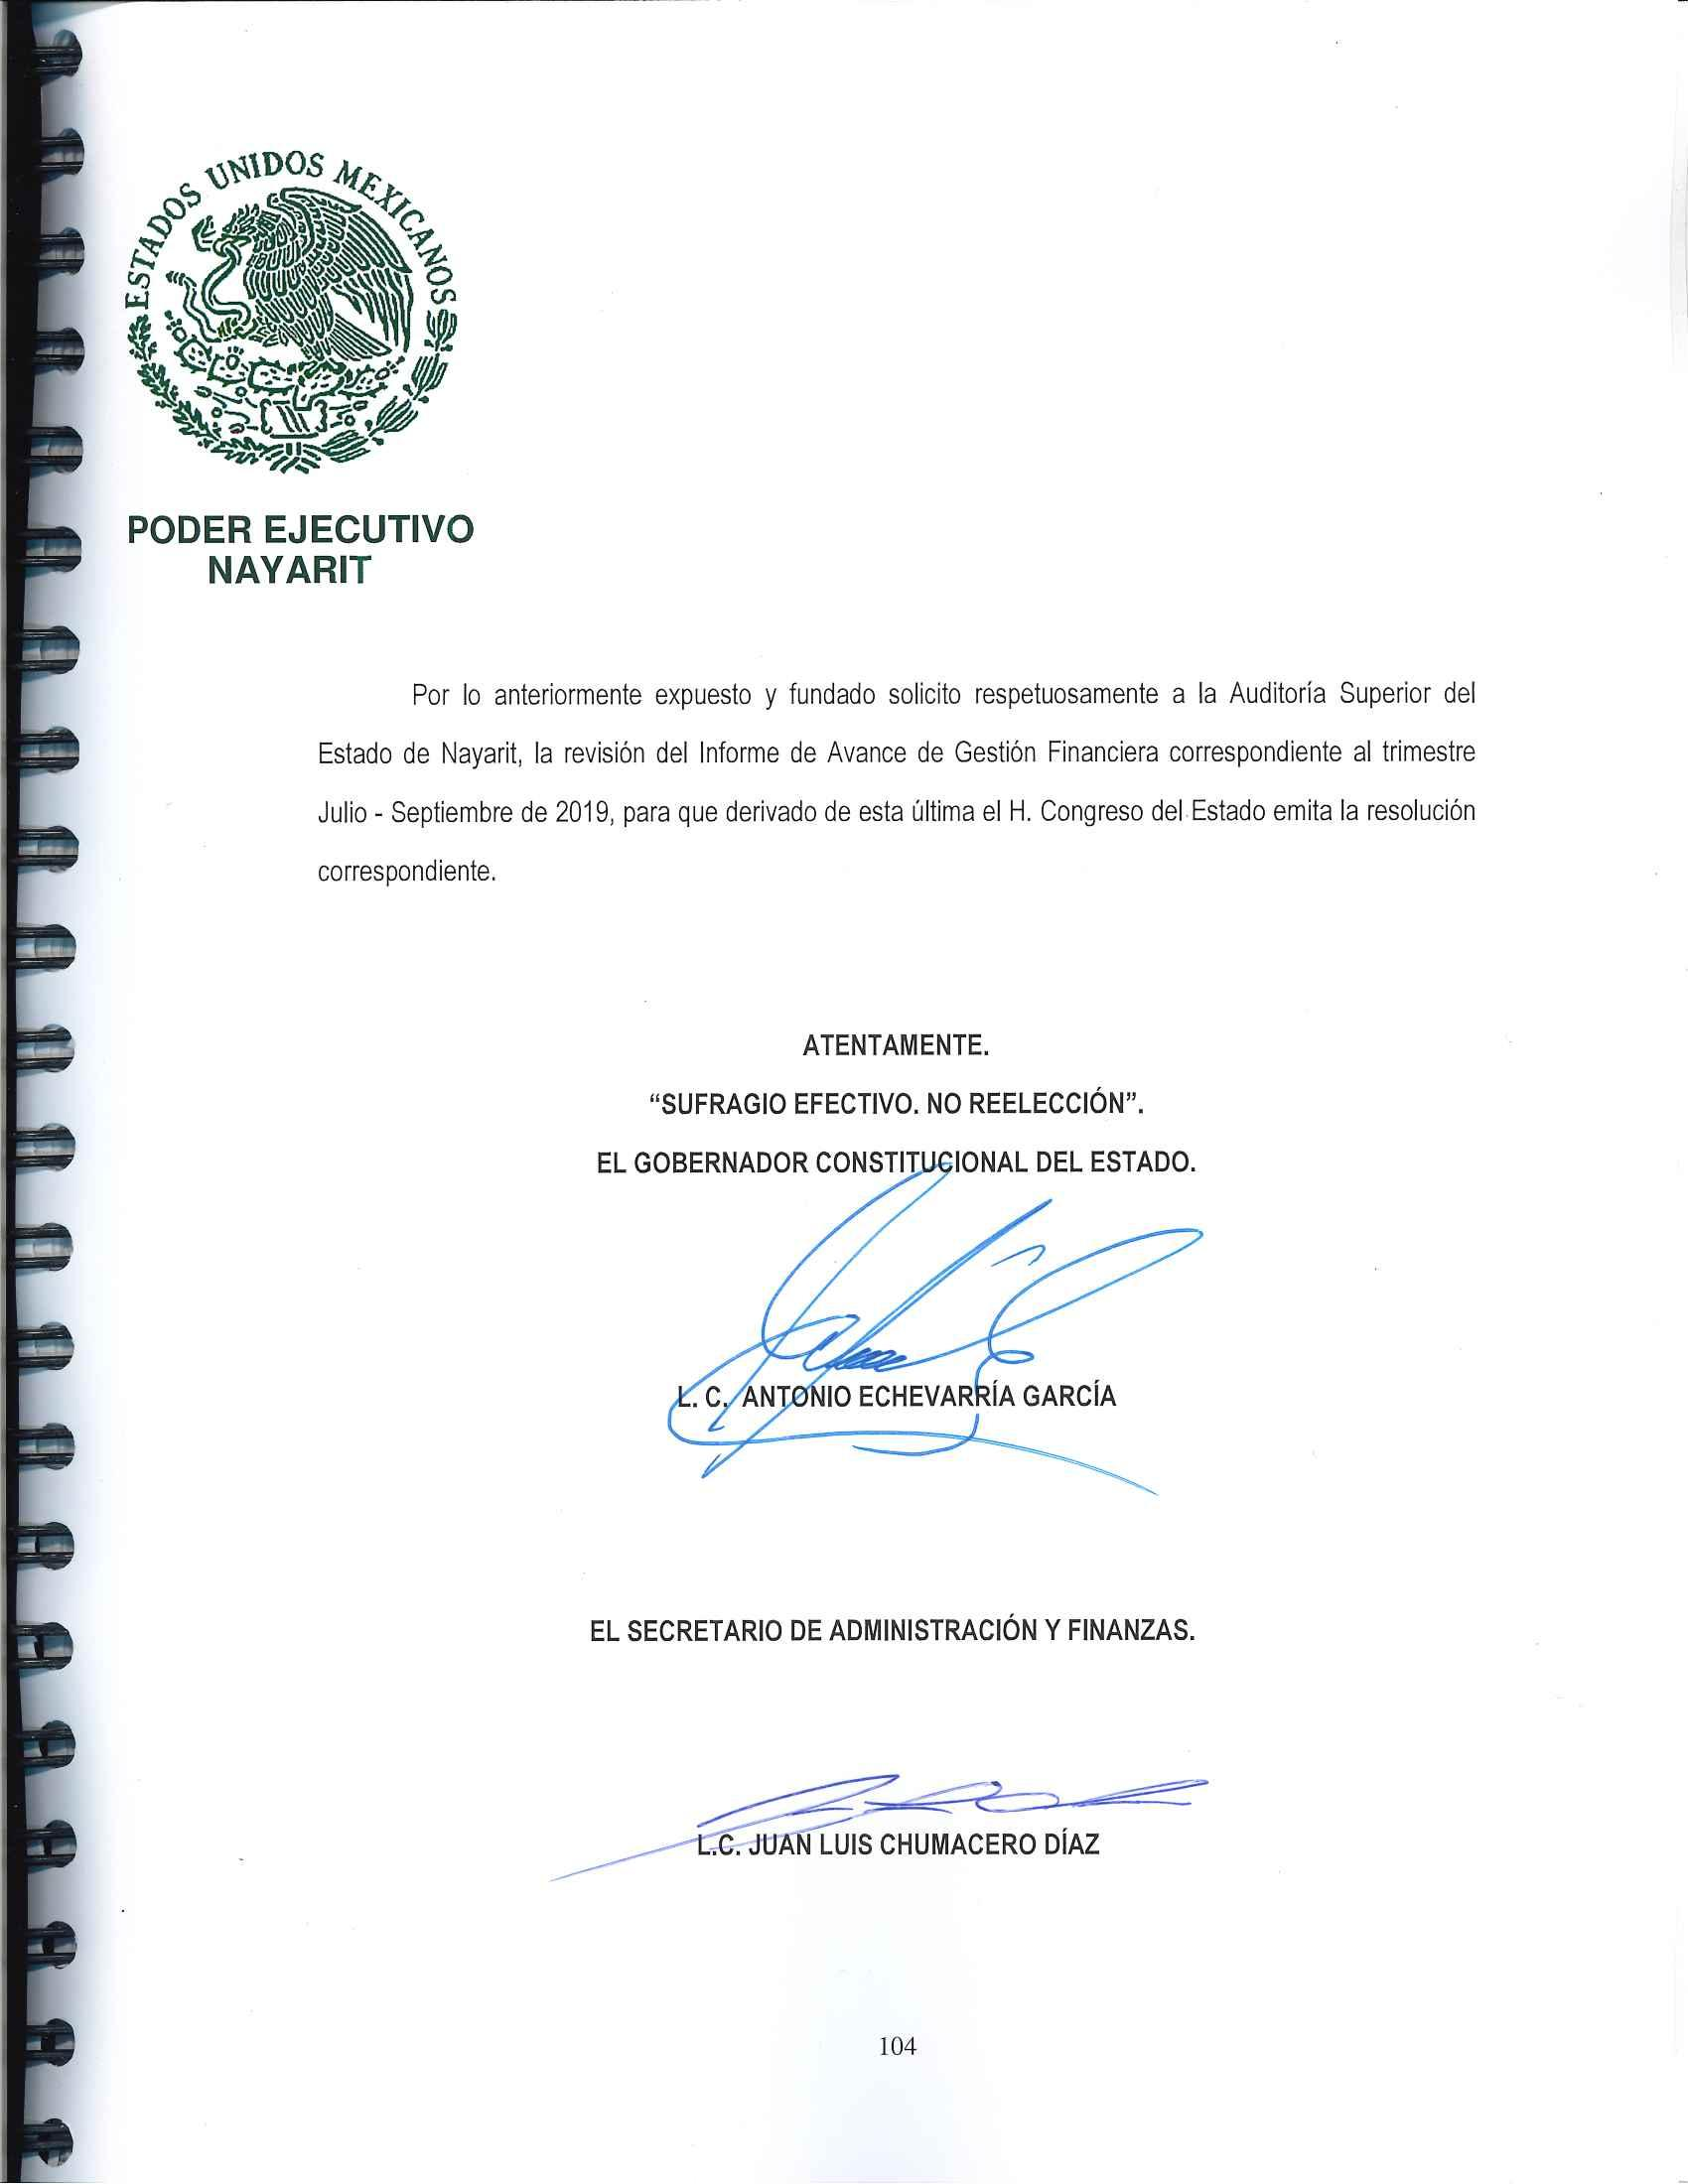 ESTADOS UNIDOS MEXICANOS
PODER EJECUTIVO
NAYARIT
Por lo anteriormente expuesto y fundado solicito respetuosamente a la Auditoría Superior del
Estado de Nayarit, la revisión del Informe de Avance de Gestión Financiera correspondiente al trimestre
Julio - Septiembre de 2019, para que derivado de esta última el H. Congreso del Estado emita la resolución
correspondiente.
ATENTAMENTE.
“SUFRAGIO EFECTIVO. NO REELECCIÓN”.
EL GOBERNADOR CONSTITUCIONAL DEL ESTADO.
L. C. ANTONIO ECHEVARRÍA GARCÍA
EL SECRETARIO DE ADMINISTRACIÓN Y FINANZAS.
L.C. JUAN LUIS CHUMACERO DÍAZ
104